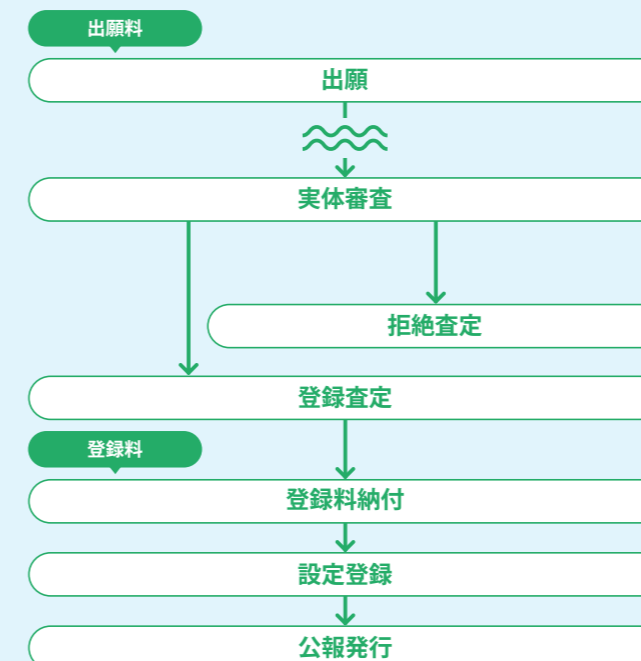 出願料
出願
実体審査
拒絶査定
登録査定
登録料
登録料納付
設定登録
公報発行